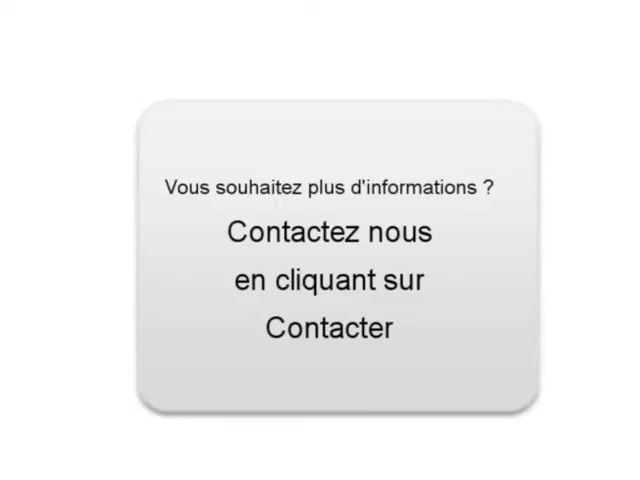 Vous souhaitez plus d'informations ?
Contactez nous
en cliquant sur
Contacter